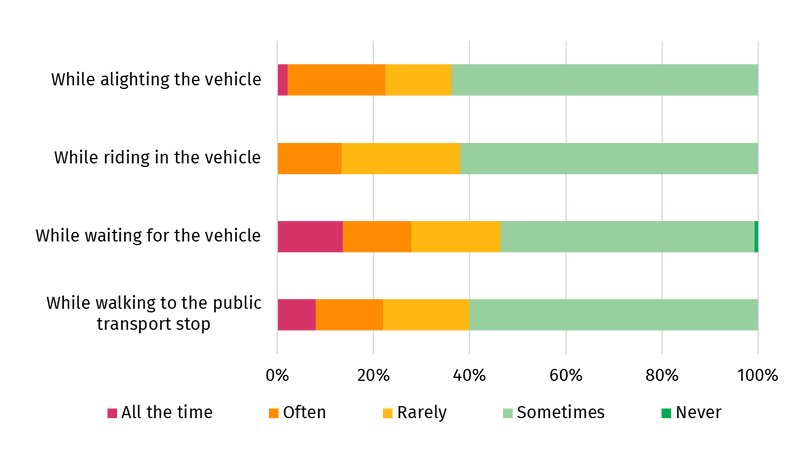 While alighting the vehicle
While riding in the vehicle
While waiting for the vehicle
While walking to the public
transport stop
0% 20% 40% 60% 80% 100%
All the time Often Rarely Sometimes Never